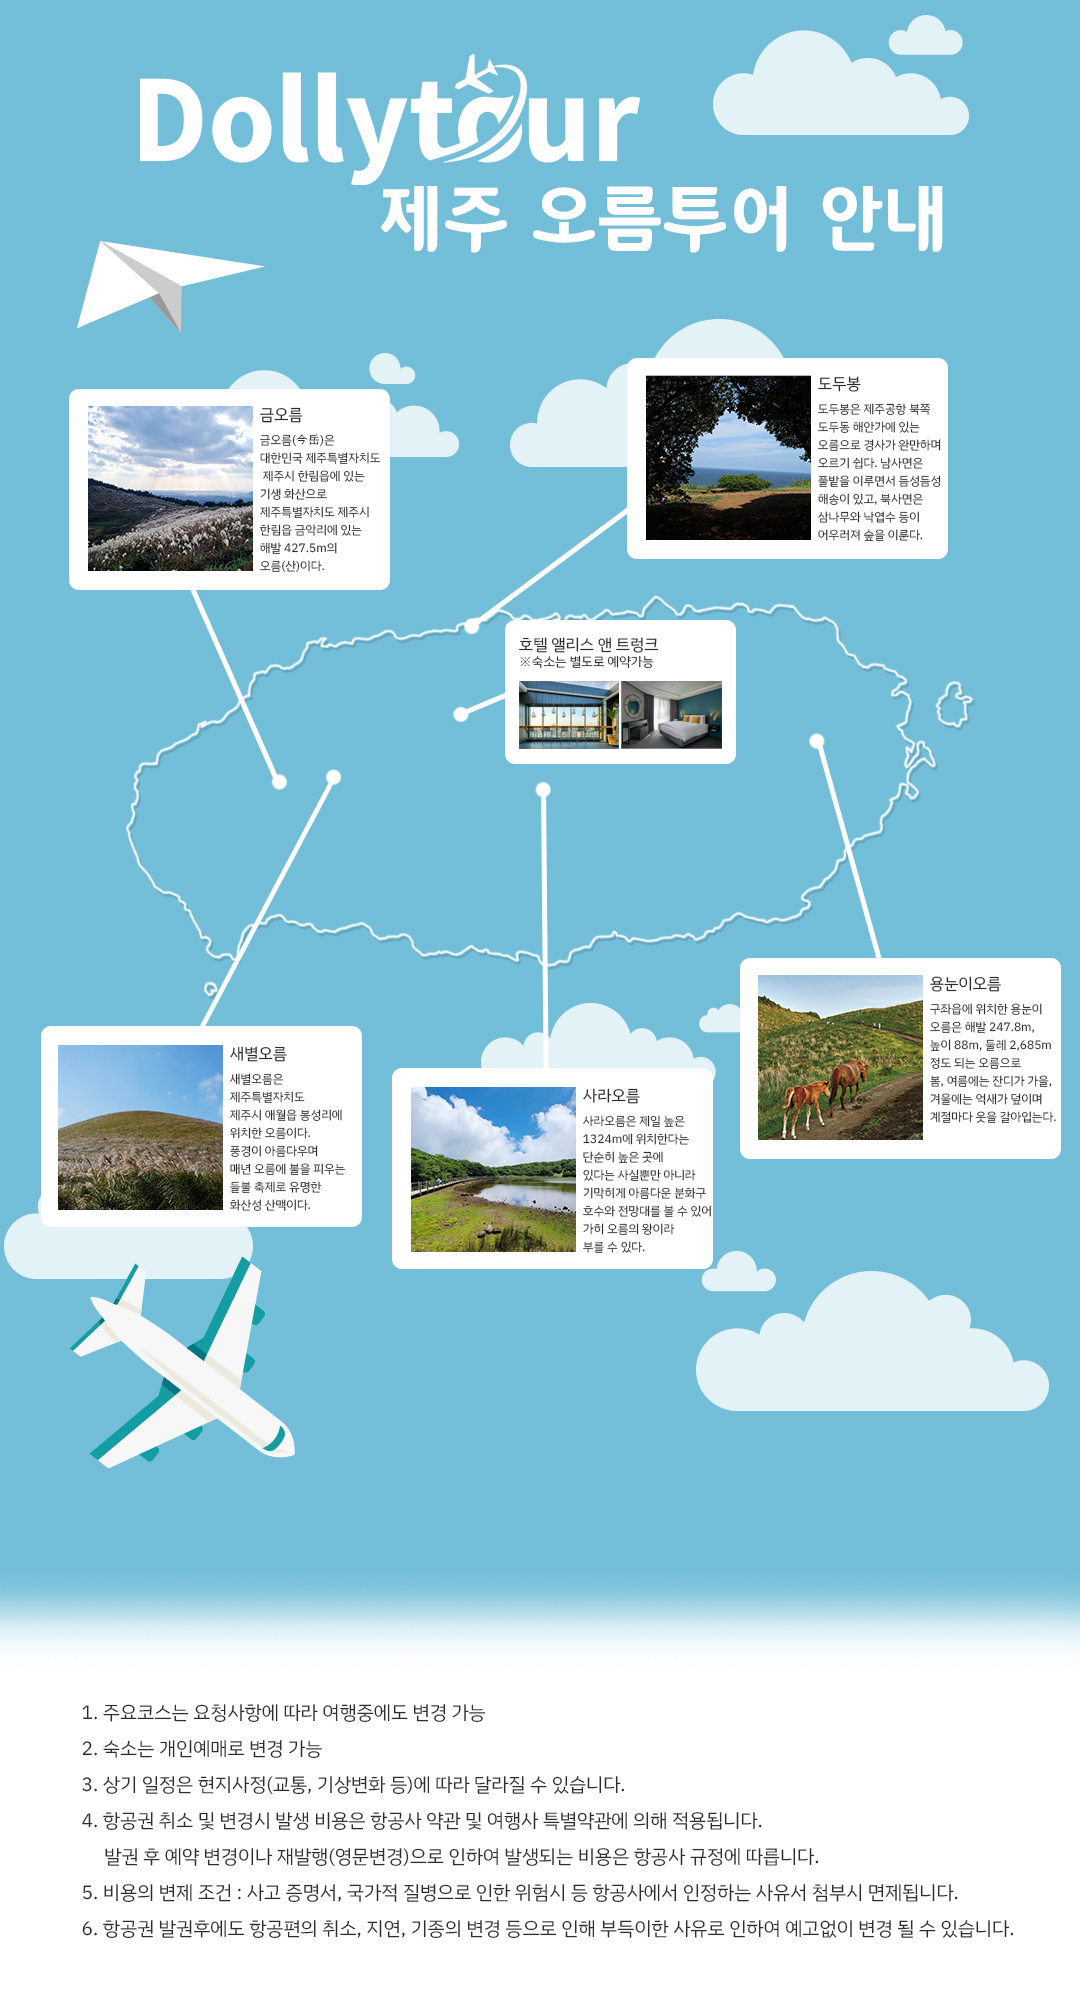 Dollytour
제주 오름투어 안내
금오름
금오름(今岳)은
대한민국 제주특별자치도
제주시 한림읍에 있는
기생 화산으로
제주특별자치도 제주시
한림읍 금악리에 있는
해발 427.5m의
오름(산)이다.
도두봉
도두봉은 제주공항 북쪽
도두동 해안가에 있는
오름으로 경사가 완만하며
오르기 쉽다. 남사면은
풀밭을 이루면서 듬성듬성
해송이 있고, 북사면은
삼나무와 낙엽수 등이
어우러져 숲을 이룬다.
호텔 앨리스 앤 트렁크
※숙소는 별도로 예약가능
용눈이오름
구좌읍에 위치한 용눈이
오름은 해발 247.8m,
높이 88m, 둘레 2,685m
정도 되는 오름으로
봄, 여름에는 잔디가 가을,
겨울에는 억새가 덮이며
계절마다 옷을 갈아입는다.
새별오름
새별오름은
제주특별자치도
제주시 애월읍 봉성리에
위치한 오름이다.
풍경이 아름다우며
매년 오름에 불을 피우는
들불 축제로 유명한
화산성 산맥이다.
사라오름
사라오름은 제일 높은
1324m에 위치한다는
단순히 높은 곳에
있다는 사실뿐만 아니라
기막히게 아름다운 분화구
호수와 전망대를 볼 수 있어
가히 오름의 왕이라
부를 수 있다.
1. 주요코스는 요청사항에 따라 여행중에도 변경 가능
2. 숙소는 개인예매로 변경 가능
3. 상기 일정은 현지사정(교통, 기상변화 등)에 따라 달라질 수 있습니다.
4. 항공권 취소 및 변경시 발생 비용은 항공사 약관 및 여행사 특별약관에 의해 적용됩니다.
발권 후 예약 변경이나 재발행(영문변경)으로 인하여 발생되는 비용은 항공사 규정에 따릅니다.
5. 비용의 변제 조건 : 사고 증명서, 국가적 질병으로 인한 위험시 등 항공사에서 인정하는 사유서 첨부시 면제됩니다.
6. 항공권 발권후에도 항공편의 취소, 지연, 기종의 변경 등으로 인해 부득이한 사유로 인하여 예고없이 변경 될 수 있습니다.